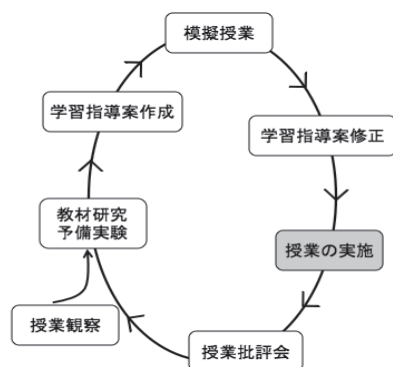 模擬授業
学習指導案作成
学習指導案修正
教材研究
予備実験
授業の実施
授業観察
授業批評会